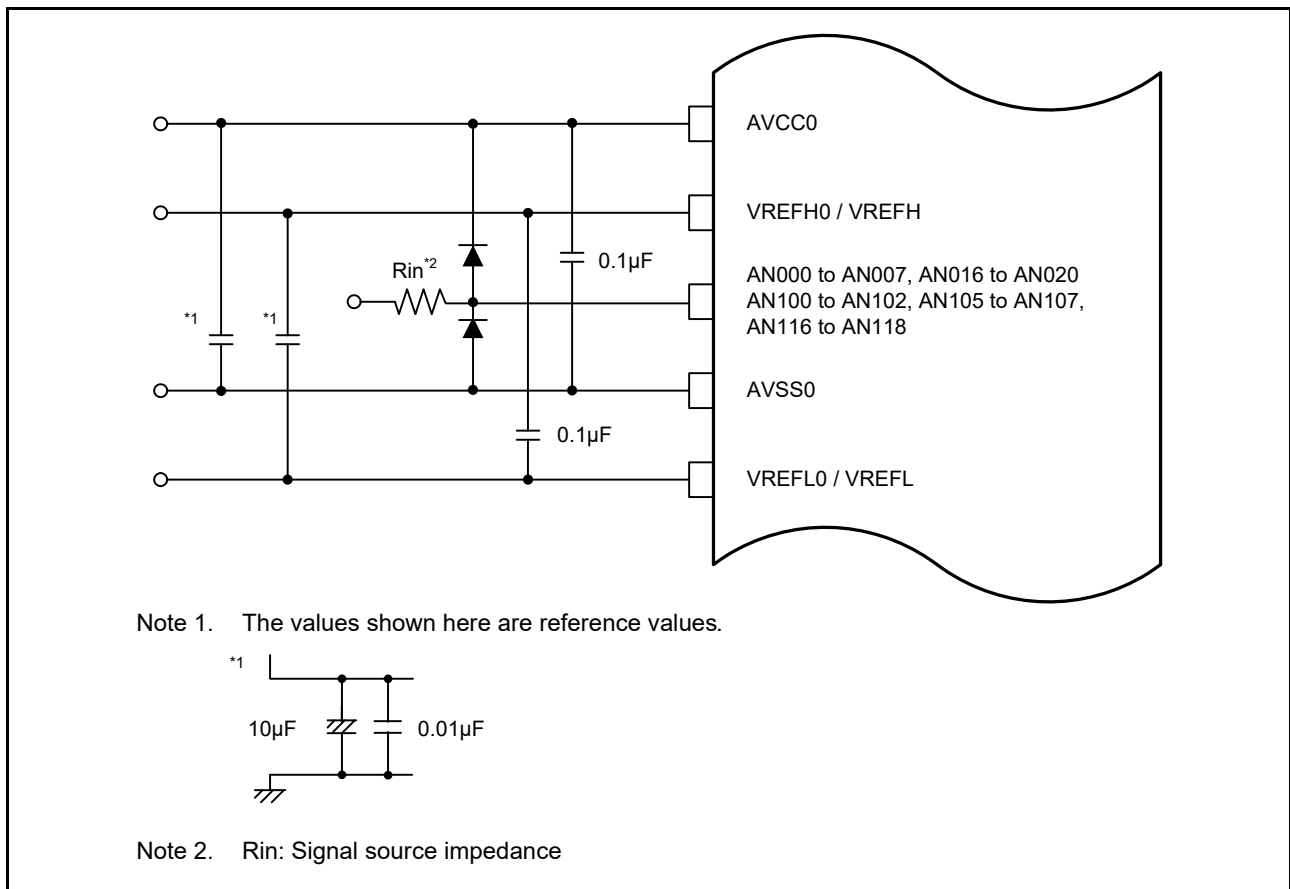 AVCC0
VREFH0 / VREFH
0.1µF
Rin*2
AN000 to AN007, AN016 to AN020
AN100 to AN102, AN105 to AN107,
AN116 to AN118
*1
*1
AVSS0
0.1µF
VREFL0 / VREFL
Note 1. The values shown here are reference values.
*1
10µF
0.01µF
Note 2. Rin: Signal source impedance